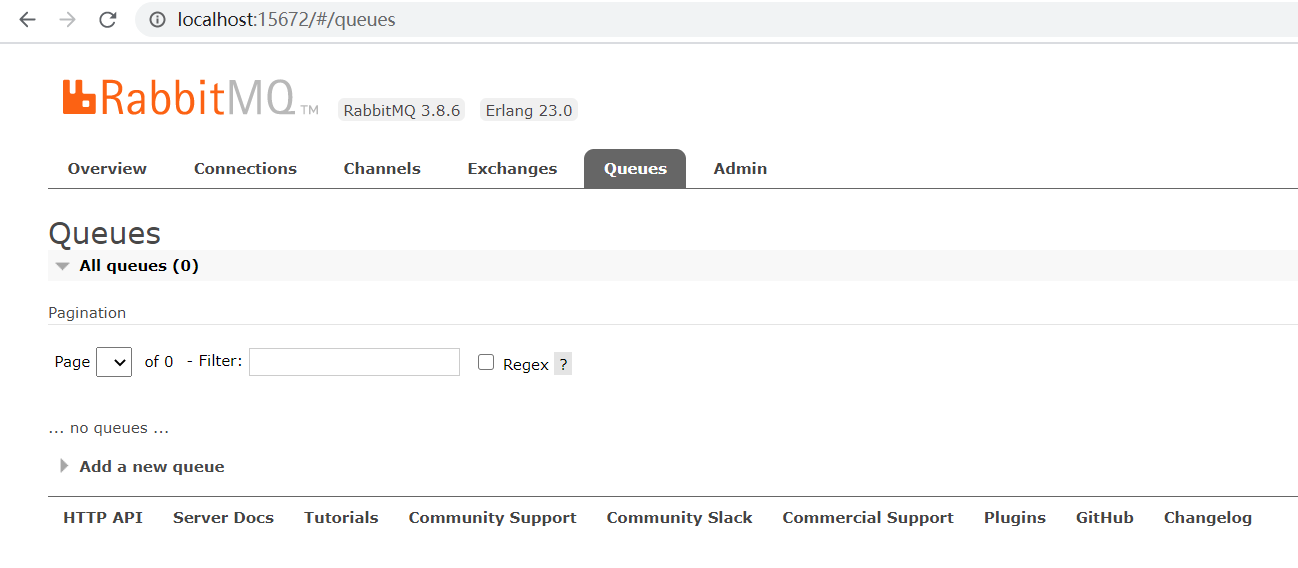 localhost:15672/#/queues
RabbitMQ TM RabbitMQ 3.8.6 Erlang 23.0
Overview Connections Channels Exchanges Queues Admin
Queues
All queues (0)
Pagination
Page of 0 - Filter: Regex ?
... no queues ...
Add a new queue
HTTP API Server Docs Tutorials Community Support Community Slack Commercial Support Plugins GitHub Changelog